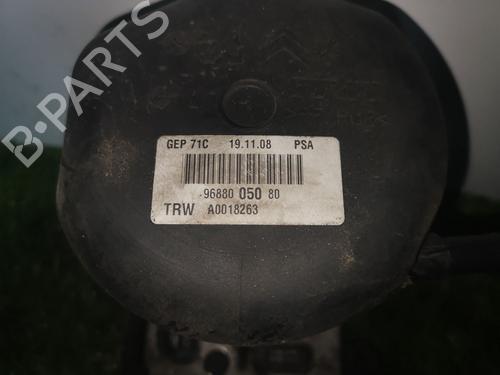 B-PARTS
GEP 71C 19.11.08 PSA
96880 050 80
TRW A0018263